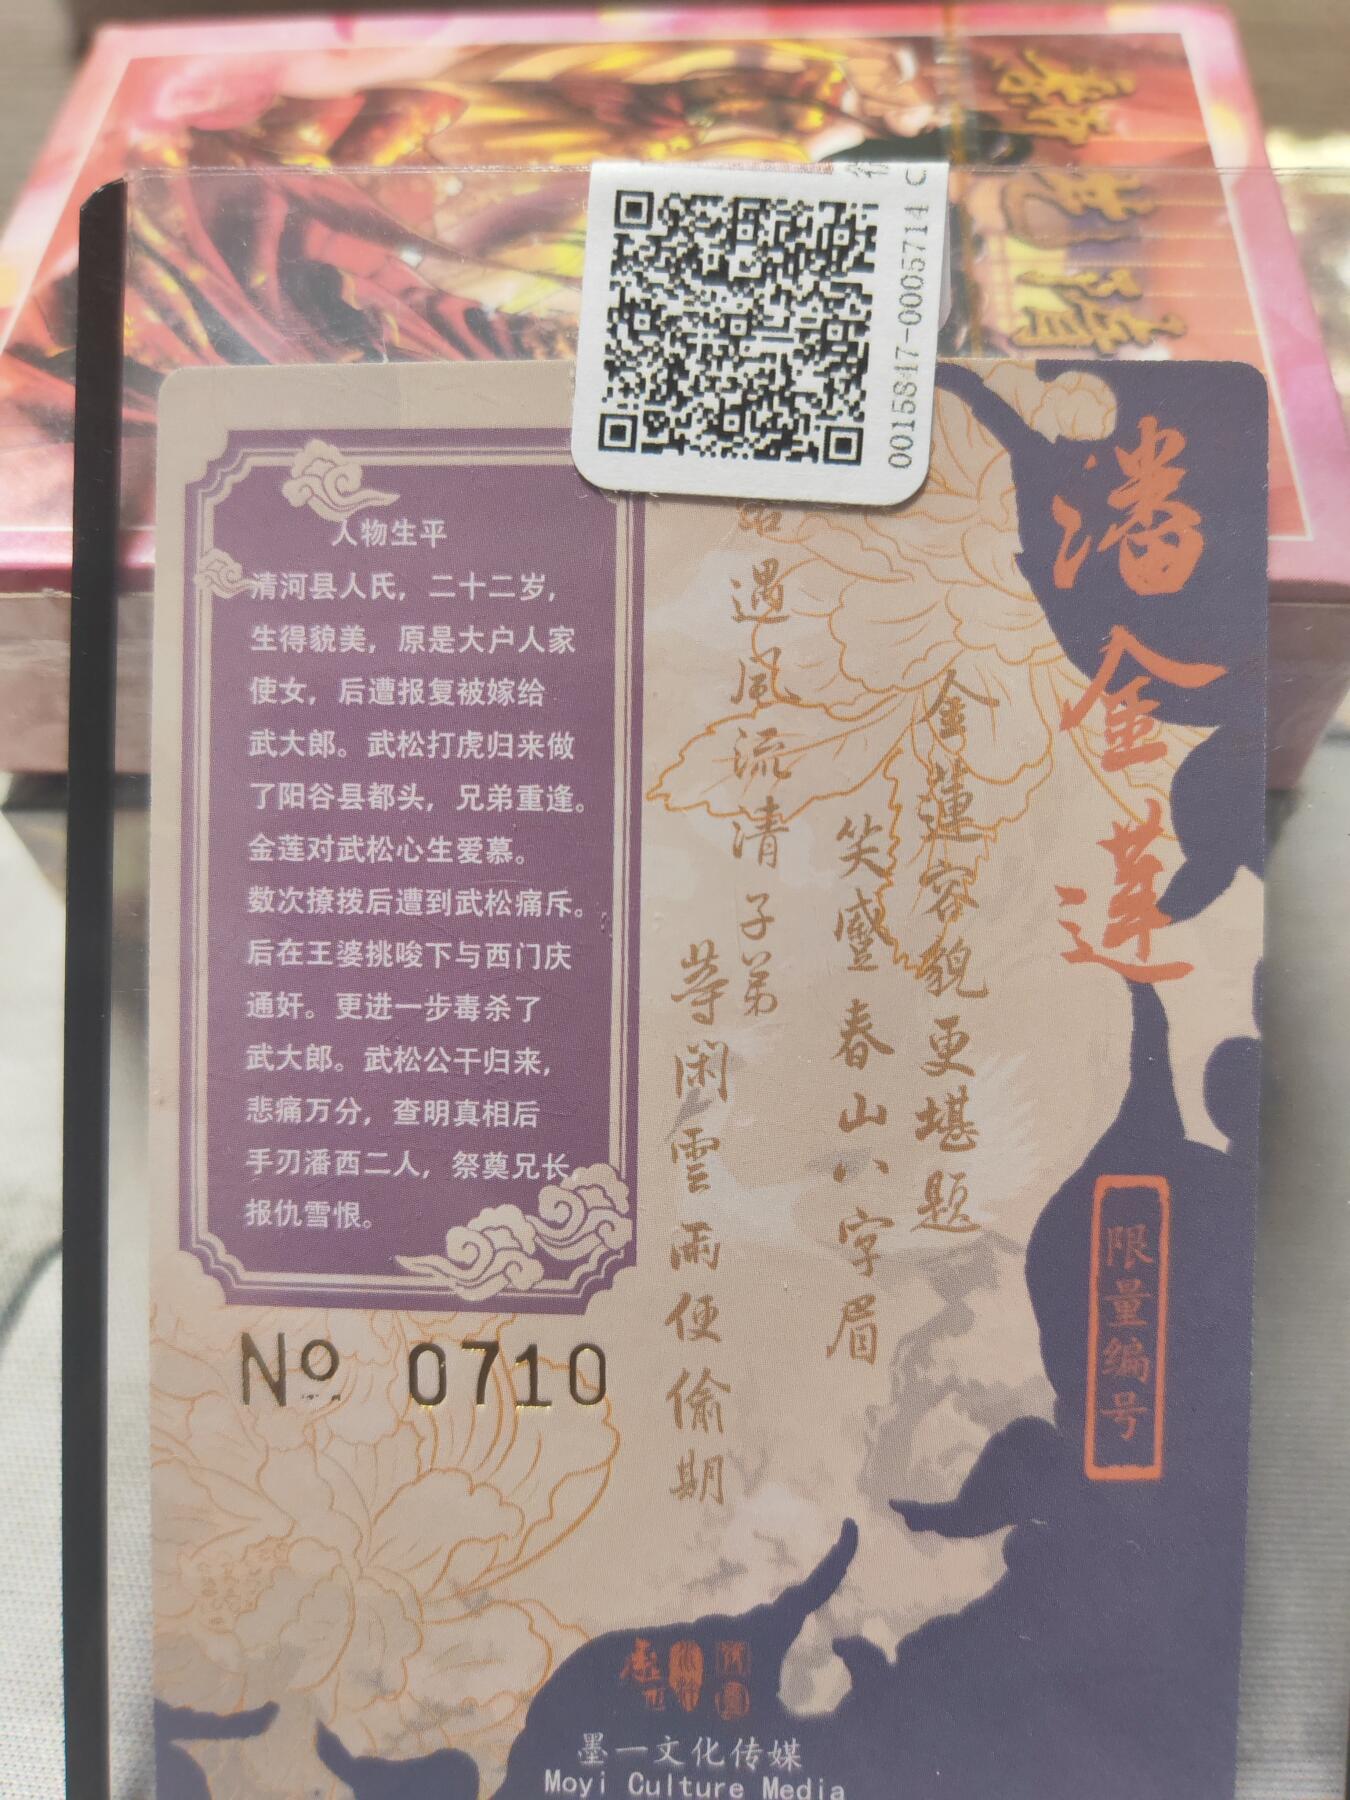 0015847-0005714 C
潘金莲
限量编号
金蓮容貌更堪題
笑蹙春山八字眉
遇風流清子弟
等閑雲雨便偷期
人物生平
清河县人氏，二十二岁，
生得貌美，原是大户人家
使女，后遭报复被嫁给
武大郎。武松打虎归来做
了阳谷县都头，兄弟重逢。
金莲对武松心生爱慕。
数次撩拨后遭到武松痛斥。
后在王婆挑唆下与西门庆
通奸。更进一步毒杀了
武大郎。武松公干归来，
悲痛万分，查明真相后
手刃潘西二人，祭奠兄长，
报仇雪恨。
No 0710
墨一文化传媒
Moyi Culture Media